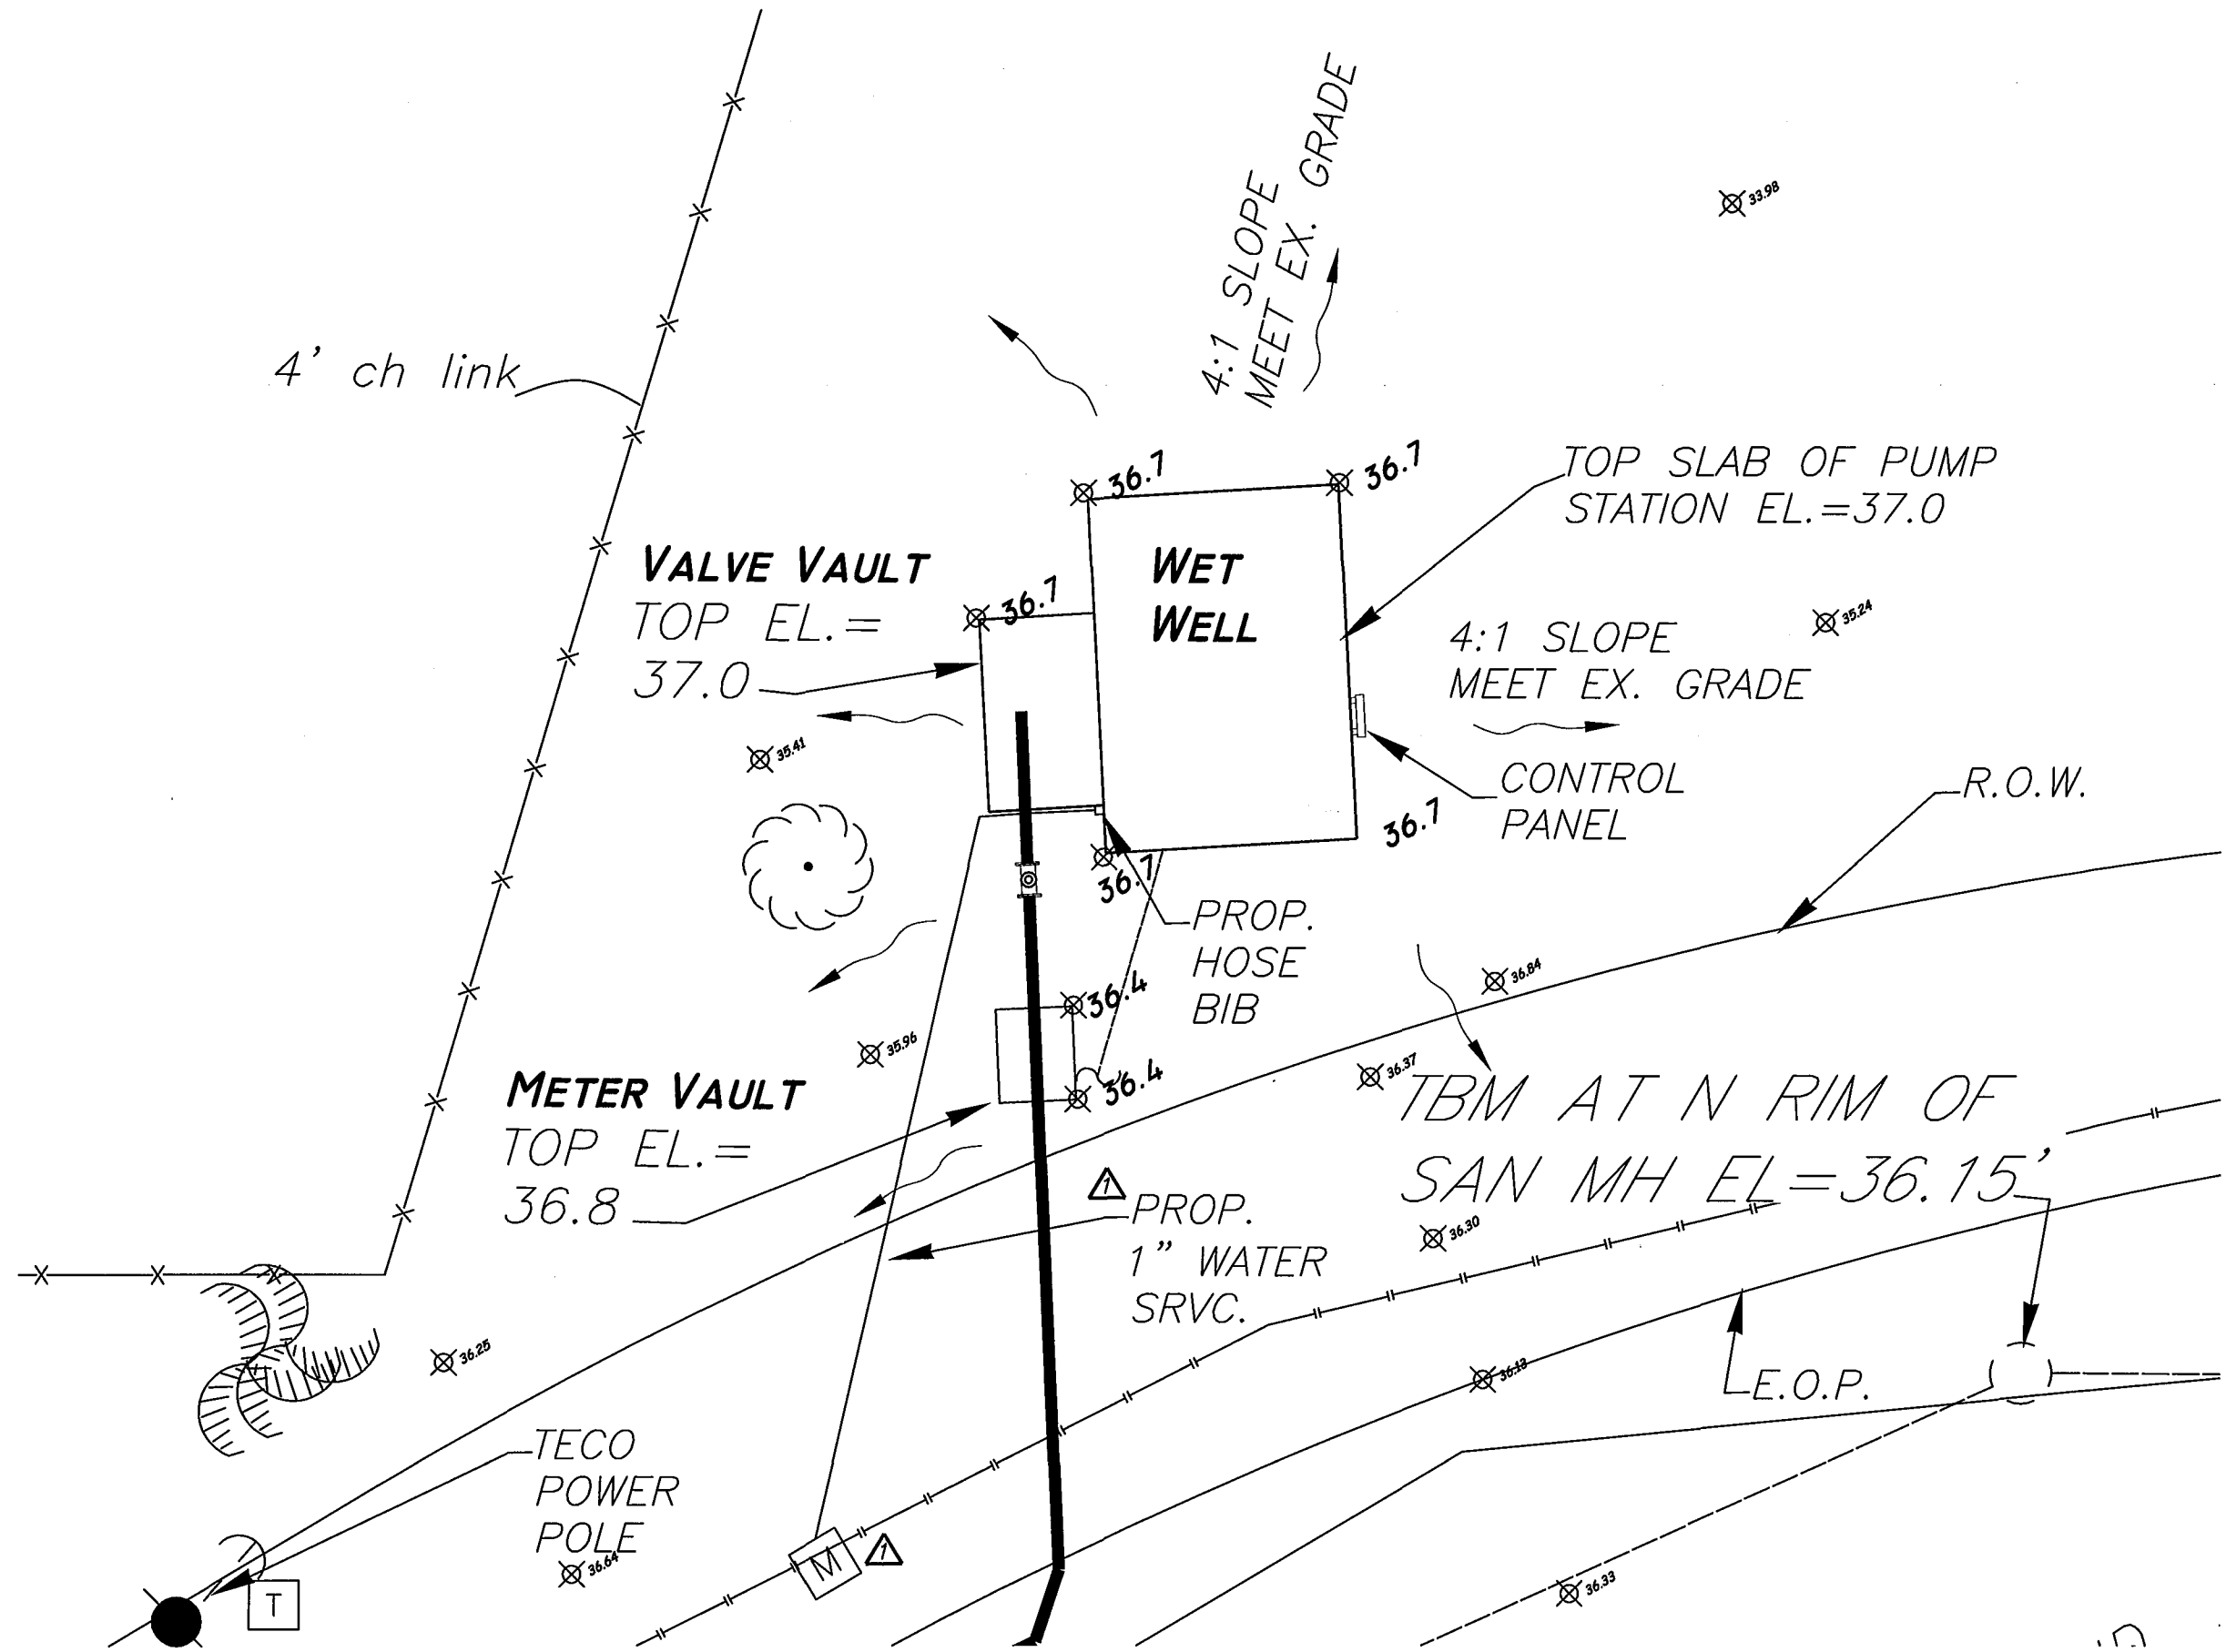 4:1 SLOPE
MEET EX. GRADE
33.98
4' ch link
36.7
36.7
TOP SLAB OF PUMP
STATION EL.=37.0
VALVE VAULT
TOP EL.=
37.0
36.7
WET
WELL
35.24
4:1 SLOPE
MEET EX. GRADE
35.41
CONTROL
PANEL
R.O.W.
36.7
36.7
PROP.
HOSE
BIB
36.84
36.4
36.4
35.96
36.37
METER VAULT
TOP EL.=
36.8
TBM AT N RIM OF
SAN MH EL=36.15'
1
PROP.
1" WATER
SRVC.
36.30
36.25
36.13
E.O.P.
TECO
POWER
POLE
36.64
M
1
T
36.33